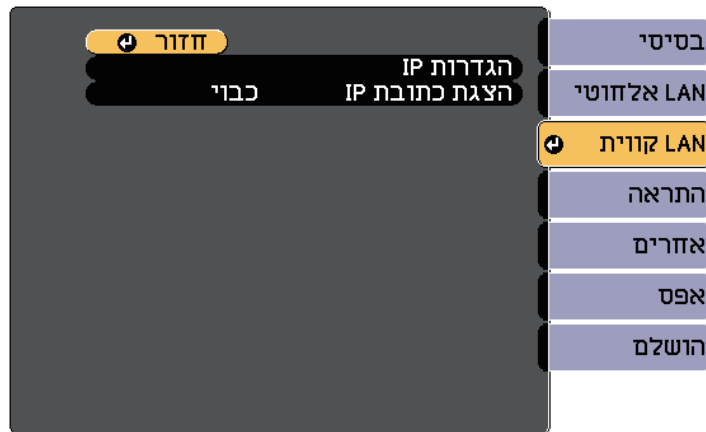 בסיסי
LAN אלחוטי
LAN קווית
התראה
אחרים
אפס
הושלם
חזור
הגדרות IP
הצגת כתובת IP כבוי